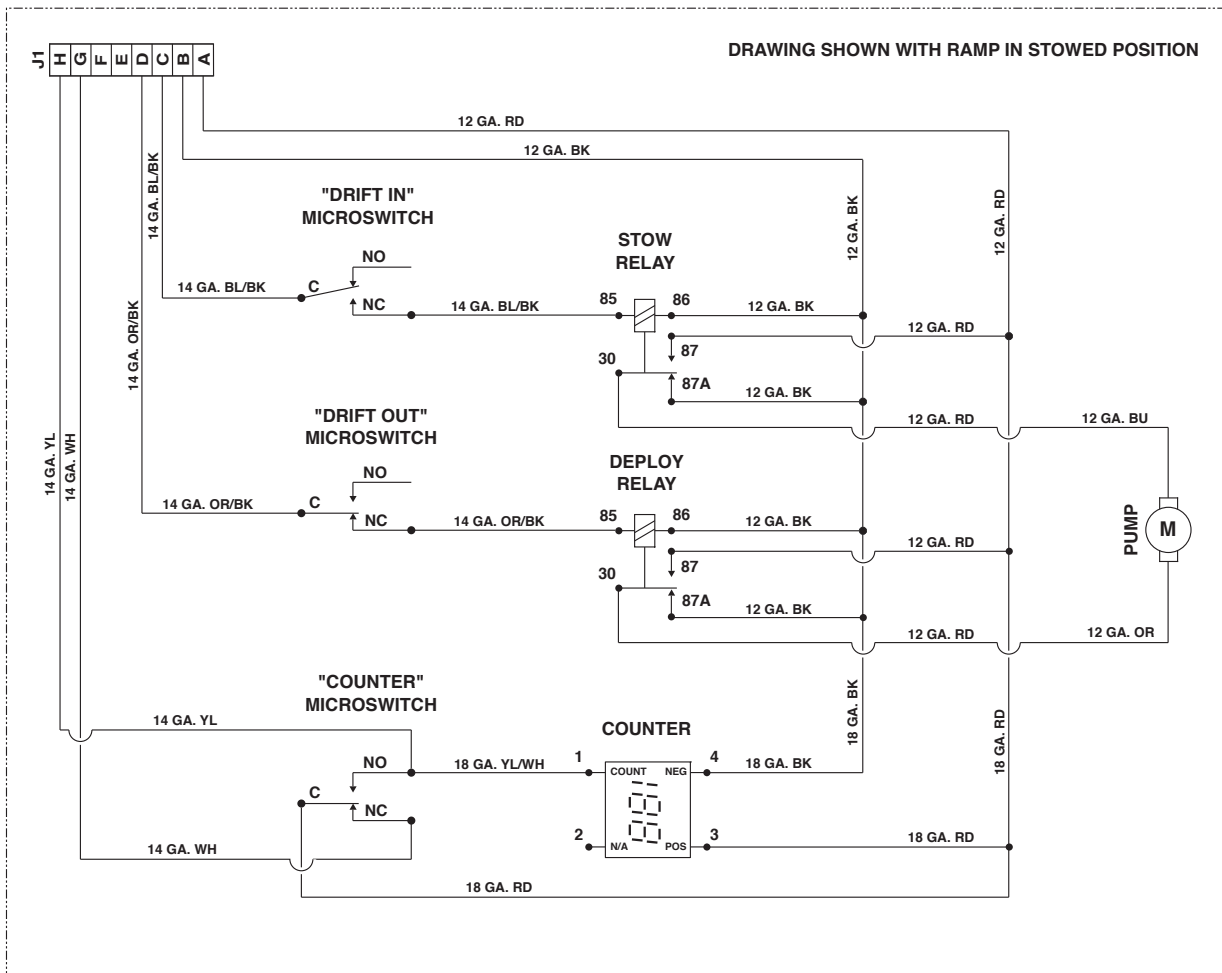 DRAWING SHOWN WITH RAMP IN STOWED POSITION
J1
H G F E D C B A
12 GA. RD
12 GA. BK
14 GA. BL/BK
"DRIFT IN"
MICROSWITCH
12 GA. BK
12 GA. RD
STOW
RELAY
NO
C
14 GA. BL/BK
NC
14 GA. BL/BK
85
86
12 GA. BK
12 GA. RD
87
30
87A
12 GA. BK
14 GA. OR/BK
"DRIFT OUT"
MICROSWITCH
12 GA. RD
12 GA. BU
14 GA. YL
14 GA. WH
DEPLOY
RELAY
NO
C
14 GA. OR/BK
NC
14 GA. OR/BK
85
86
12 GA. BK
12 GA. RD
PUMP
M
87
30
87A
12 GA. BK
12 GA. RD
12 GA. OR
"COUNTER"
MICROSWITCH
18 GA. BK
18 GA. RD
14 GA. YL
COUNTER
NO
18 GA. YL/WH
1
COUNT
NEG
4
18 GA. BK
C
NC
2
N/A
POS
3
18 GA. RD
14 GA. WH
18 GA. RD